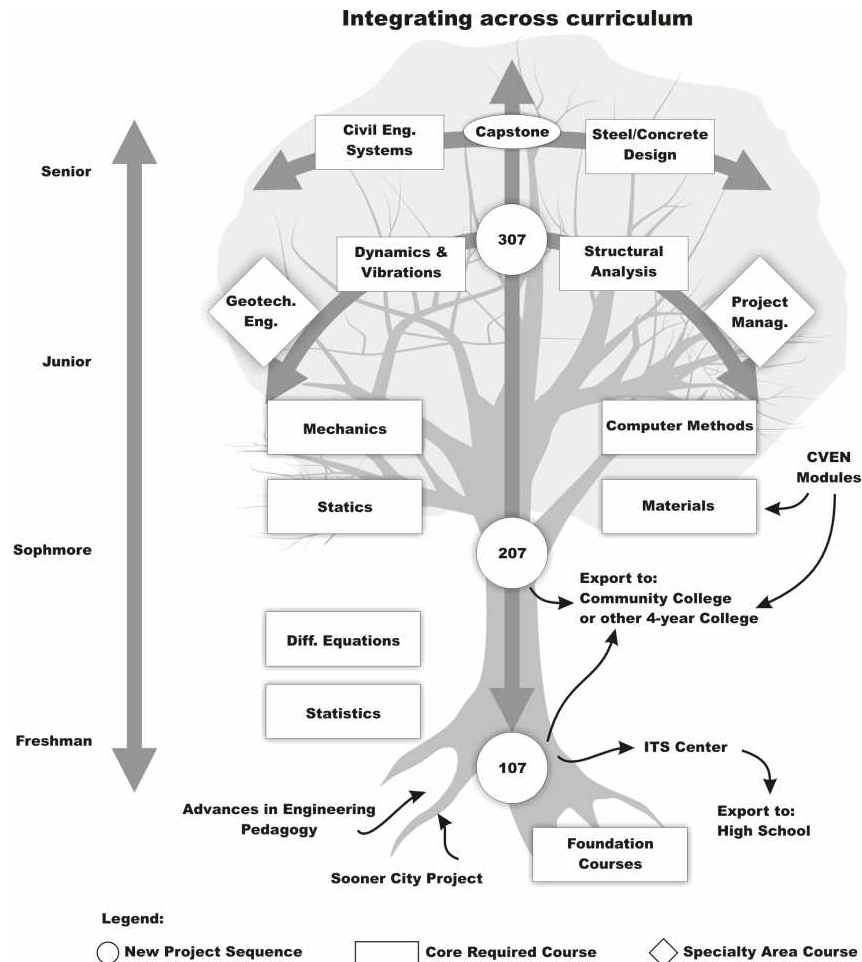 Integrating across curriculum
Civil Eng.
Systems
Capstone
Steel/Concrete
Design
Senior
307
Dynamics &
Vibrations
Structural
Analysis
Geotech.
Eng.
Project
Manag.
Junior
Mechanics
Computer Methods
CVEN
Modules
Statics
Materials
Sophmore
207
Export to:
Community College
or other 4-year College
Diff. Equations
Statistics
Freshman
107
ITS Center
Advances in Engineering
Pedagogy
Export to:
High School
Foundation
Courses
Sooner City Project
Legend:
New Project Sequence
Core Required Course
Specialty Area Course